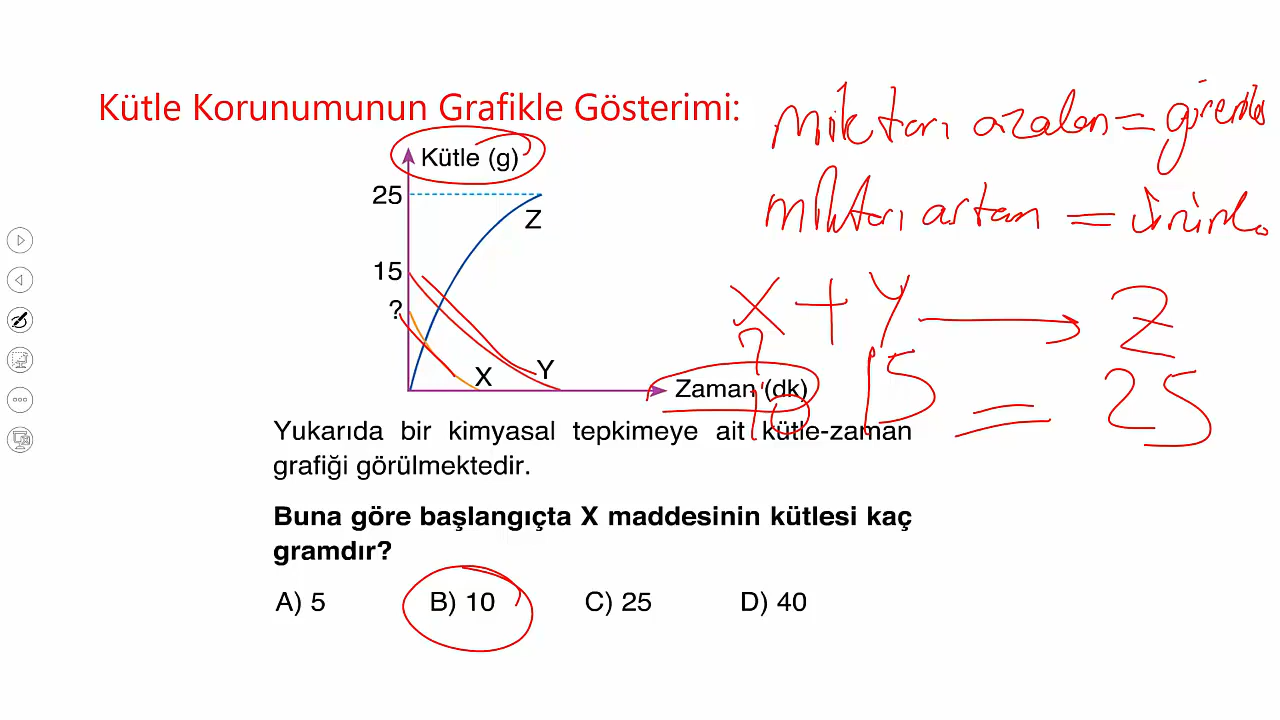 Kütle Korunumunun Grafikle Gösterimi:
miktarı azalan = girenler
miktarı artan = ürünler
Kütle (g)
25
Z
15
?
X
Y
Zaman (dk)
X + Y → Z
? 15 = 25
10
Yukarıda bir kimyasal tepkimeye ait kütle-zaman
grafiği görülmektedir.
Buna göre başlangıçta X maddesinin kütlesi kaç
gramdır?
A) 5 B) 10 C) 25 D) 40